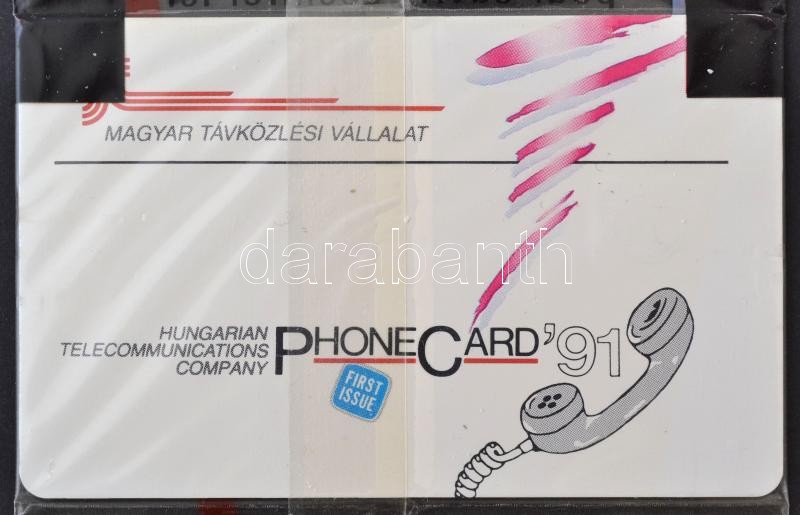 MAGYAR TÁVKÖZLÉSI VÁLLALAT
darabanth
HUNGARIAN
TELECOMMUNICATIONS
COMPANY
PHONECARD '91
FIRST
ISSUE